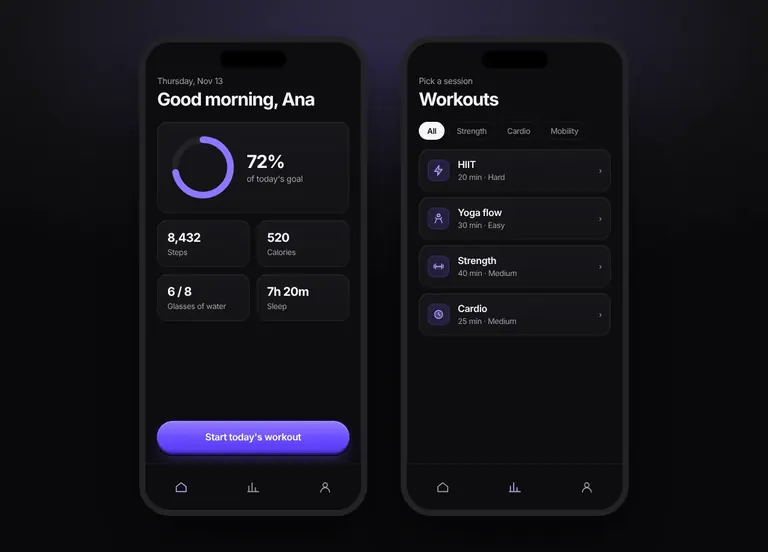 Thursday, Nov 13
Good morning, Ana
72%
of today's goal
8,432
Steps
520
Calories
6 / 8
Glasses of water
7h 20m
Sleep
Start today's workout
Pick a session
Workouts
All
Strength
Cardio
Mobility
HIIT
20 min · Hard
Yoga flow
30 min · Easy
Strength
40 min · Medium
Cardio
25 min · Medium